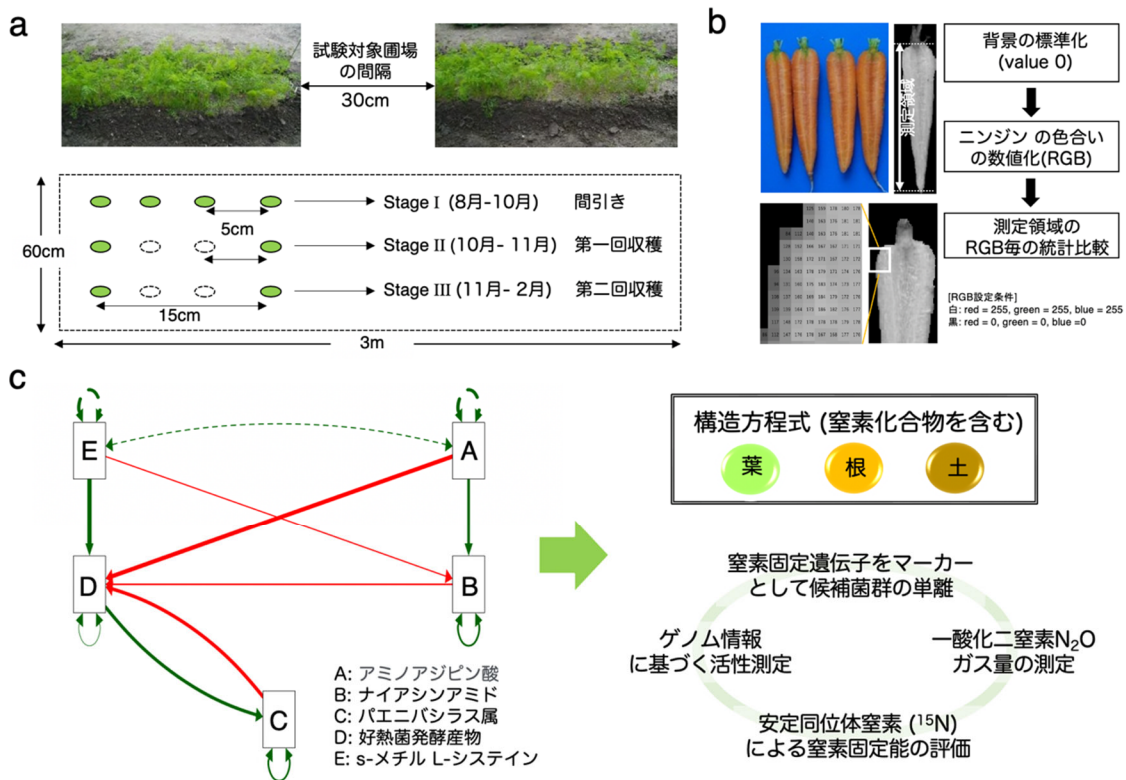 a
試験対象圃場
の間隔
30cm
60cm
Stage I (8月-10月) 間引き
5cm
Stage II (10月- 11月) 第一回収穫
Stage III (11月- 2月) 第二回収穫
15cm
3m
b
測定領域
背景の標準化
(value 0)
ニンジン の色合い
の数値化(RGB)
測定領域の
RGB毎の統計比較
[RGB設定条件]
白: red = 255, green = 255, blue = 255
黒: red = 0, green = 0, blue =0
c
E
A
D
B
C
A: アミノアジピン酸
B: ナイアシンアミド
C: パエニバシラス属
D: 好熱菌発酵産物
E: s-メチル L-システイン
構造方程式 (窒素化合物を含む)
葉 根 土
窒素固定遺伝子をマーカー
として候補菌群の単離
ゲノム情報
に基づく活性測定
一酸化二窒素N₂O
ガス量の測定
安定同位体窒素 (¹⁵N)
による窒素固定能の評価